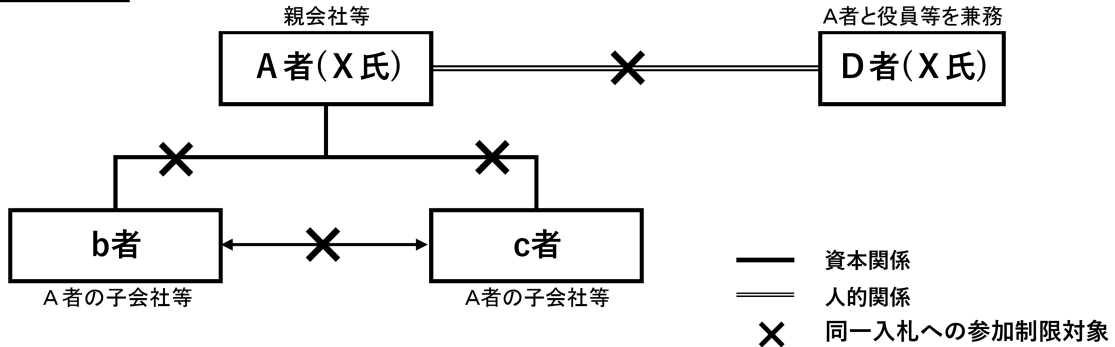 親会社等
A者と役員等を兼務
A者(X氏)
D者(X氏)
b者
c者
A者の子会社等
A者の子会社等
資本関係
人的関係
同一入札への参加制限対象